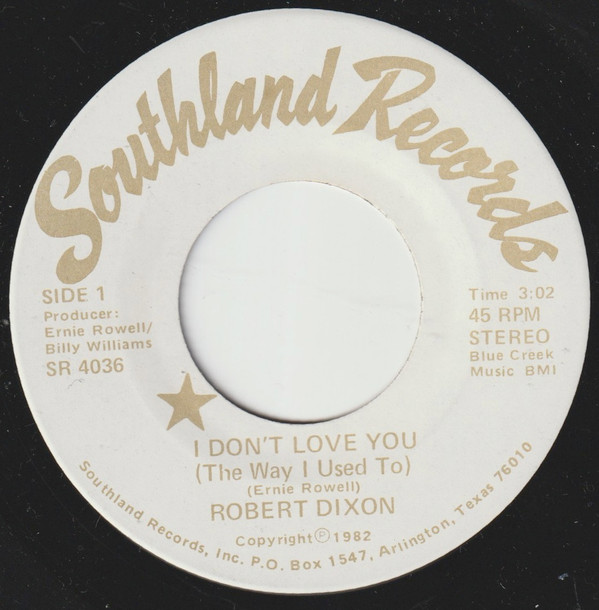 Southland Records
SIDE 1
Producer:
Ernie Rowell/
Billy Williams
SR 4036
Time 3:02
45 RPM
STEREO
Blue Creek
Music BMI
I DON'T LOVE YOU
(The Way I Used To)
(Ernie Rowell)
ROBERT DIXON
Copyright Ⓟ 1982
Southland Records, Inc. P.O. Box 1547, Arlington, Texas 76010